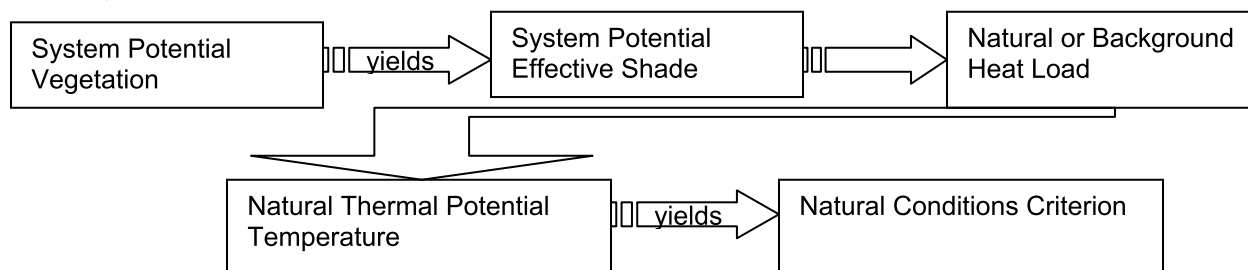 System Potential
Vegetation
yields
System Potential
Effective Shade
Natural or Background
Heat Load
Natural Thermal Potential
Temperature
yields
Natural Conditions Criterion